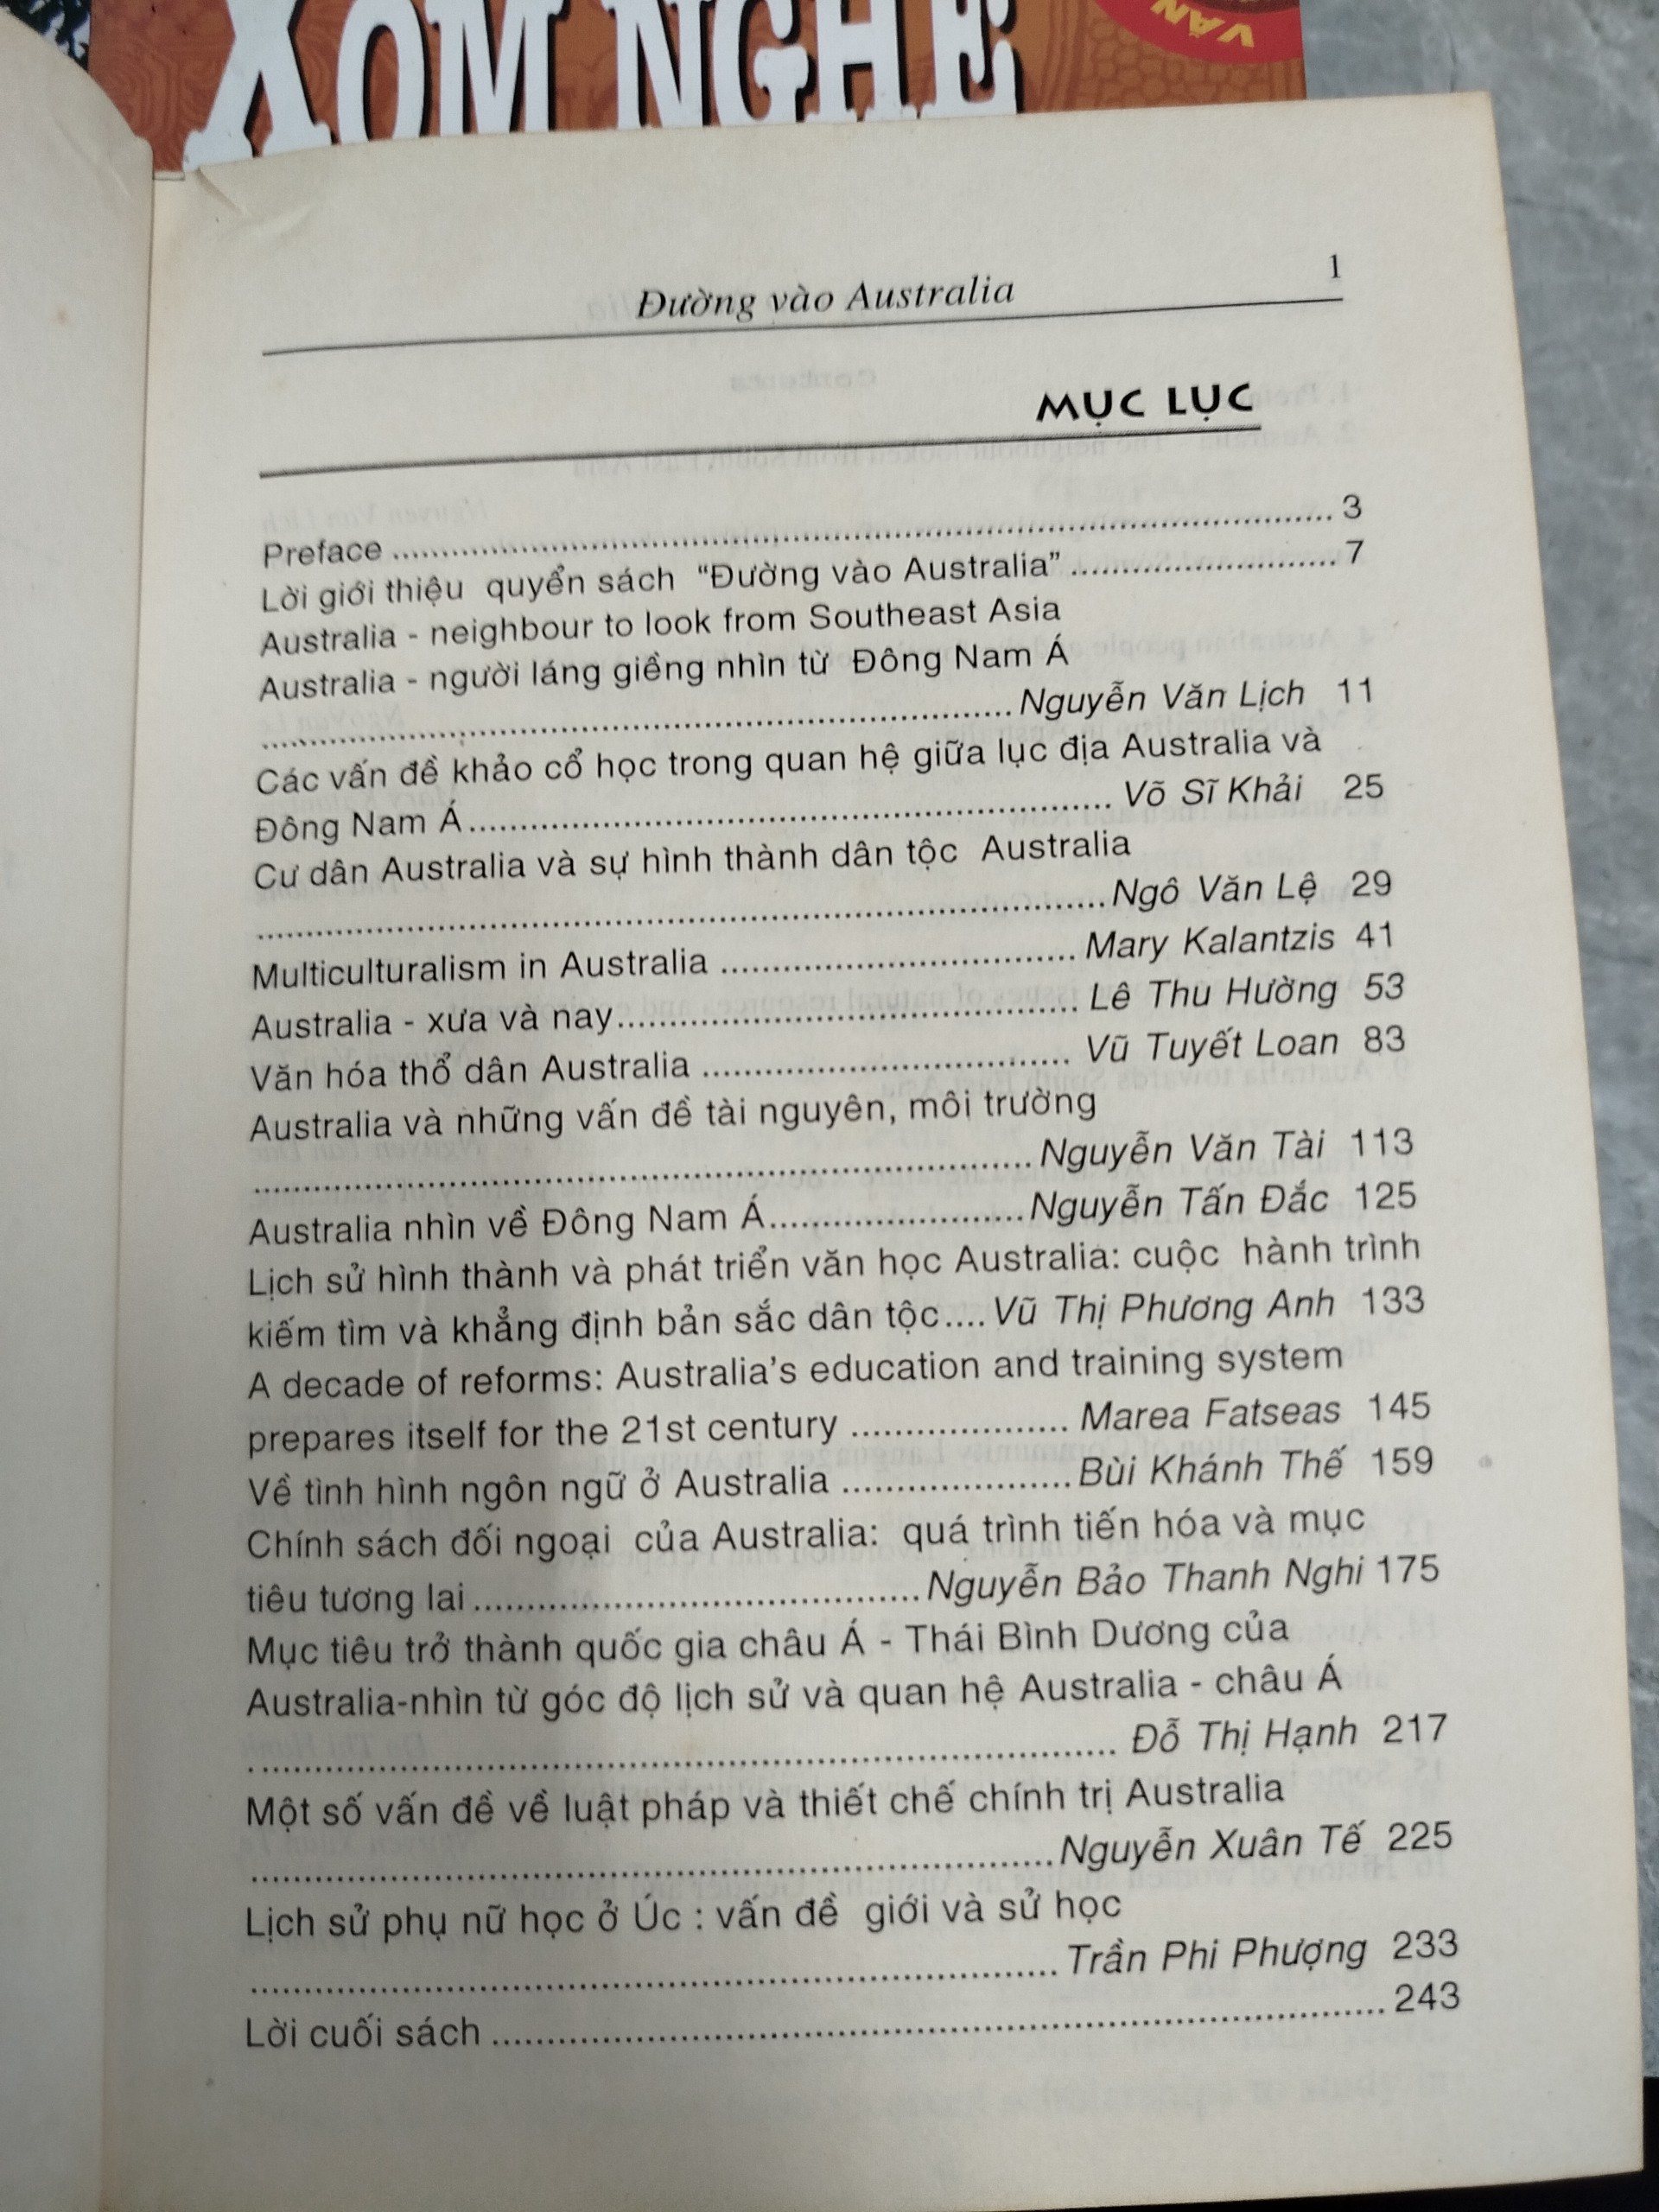 XÓM NGHỀ
VĂN
Đường vào Australia 1
MỤC LỤC
Preface .......... 3
Lời giới thiệu quyển sách “Đường vào Australia” .......... 7
Australia - neighbour to look from Southeast Asia
Australia - người láng giềng nhìn từ Đông Nam Á
.......... Nguyễn Văn Lịch 11
Các vấn đề khảo cổ học trong quan hệ giữa lục địa Australia và
Đông Nam Á .......... Võ Sĩ Khải 25
Cư dân Australia và sự hình thành dân tộc Australia
.......... Ngô Văn Lệ 29
Multiculturalism in Australia .......... Mary Kalantzis 41
Australia - xưa và nay .......... Lê Thu Hường 53
Văn hóa thổ dân Australia .......... Vũ Tuyết Loan 83
Australia và những vấn đề tài nguyên, môi trường
.......... Nguyễn Văn Tài 113
Australia nhìn về Đông Nam Á .......... Nguyễn Tấn Đắc 125
Lịch sử hình thành và phát triển văn học Australia: cuộc hành trình
kiếm tìm và khẳng định bản sắc dân tộc .... Vũ Thị Phương Anh 133
A decade of reforms: Australia’s education and training system
prepares itself for the 21st century .......... Marea Fatseas 145
Về tình hình ngôn ngữ ở Australia .......... Bùi Khánh Thế 159
Chính sách đối ngoại của Australia: quá trình tiến hóa và mục
tiêu tương lai .......... Nguyễn Bảo Thanh Nghi 175
Mục tiêu trở thành quốc gia châu Á - Thái Bình Dương của
Australia-nhìn từ góc độ lịch sử và quan hệ Australia - châu Á
.......... Đỗ Thị Hạnh 217
Một số vấn đề về luật pháp và thiết chế chính trị Australia
.......... Nguyễn Xuân Tế 225
Lịch sử phụ nữ học ở Úc : vấn đề giới và sử học
.......... Trần Phi Phượng 233
Lời cuối sách .......... 243